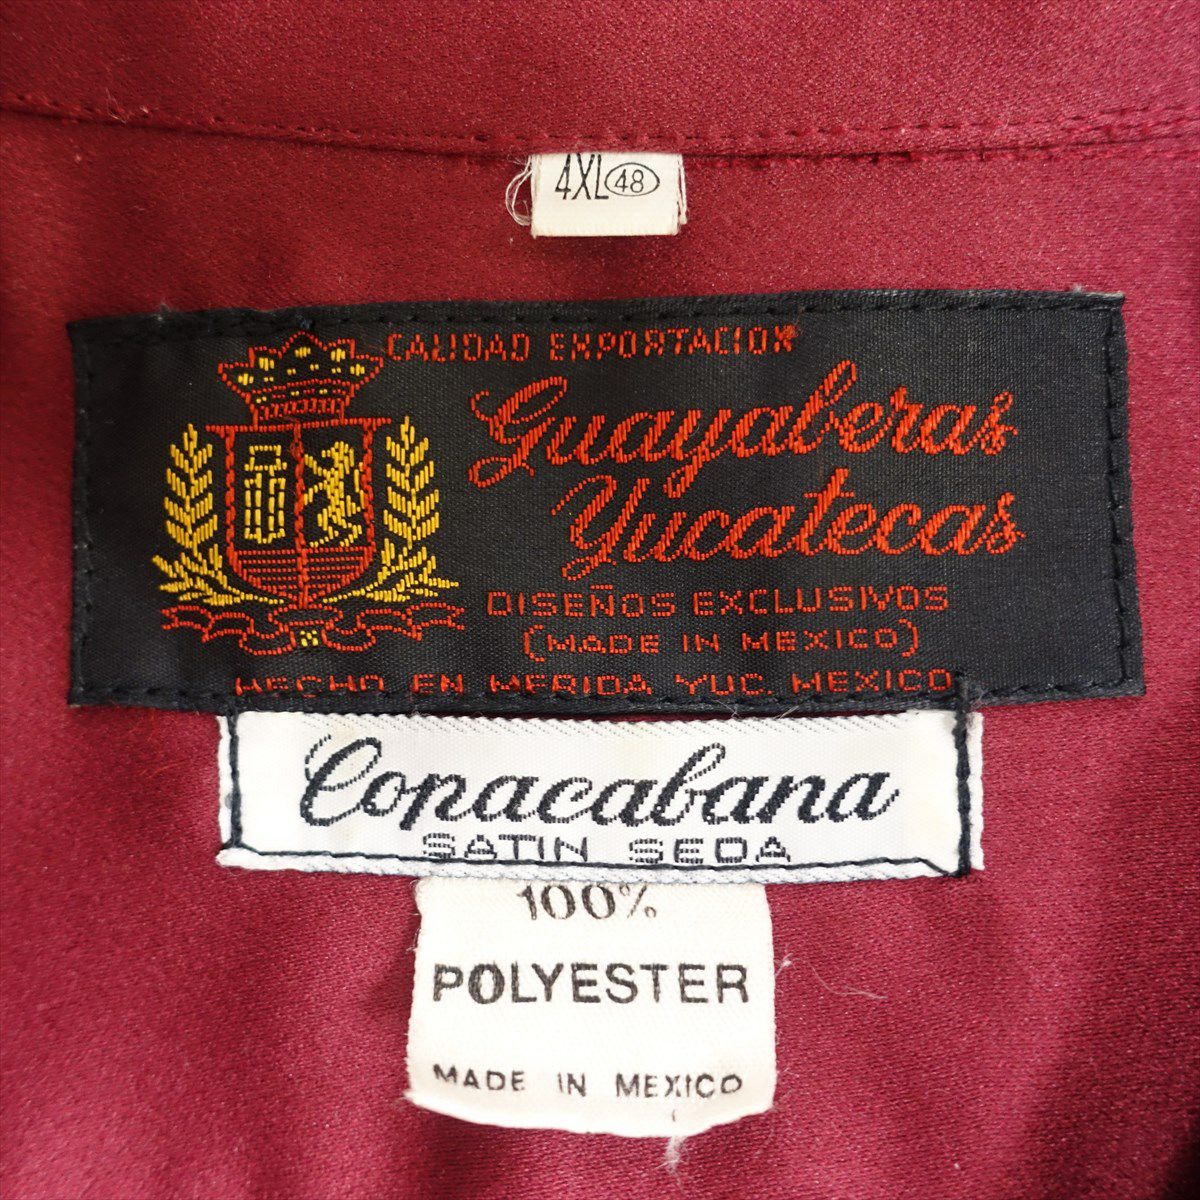 4XL 48
CALIDAD EXPORTACION
Guayaberas
Yucatecas
DISEÑOS EXCLUSIVOS
(MADE IN MEXICO)
HECHO EN MERIDA YUC. MEXICO
Copacabana
SATIN SEDA
100%
POLYESTER
MADE IN MEXICO